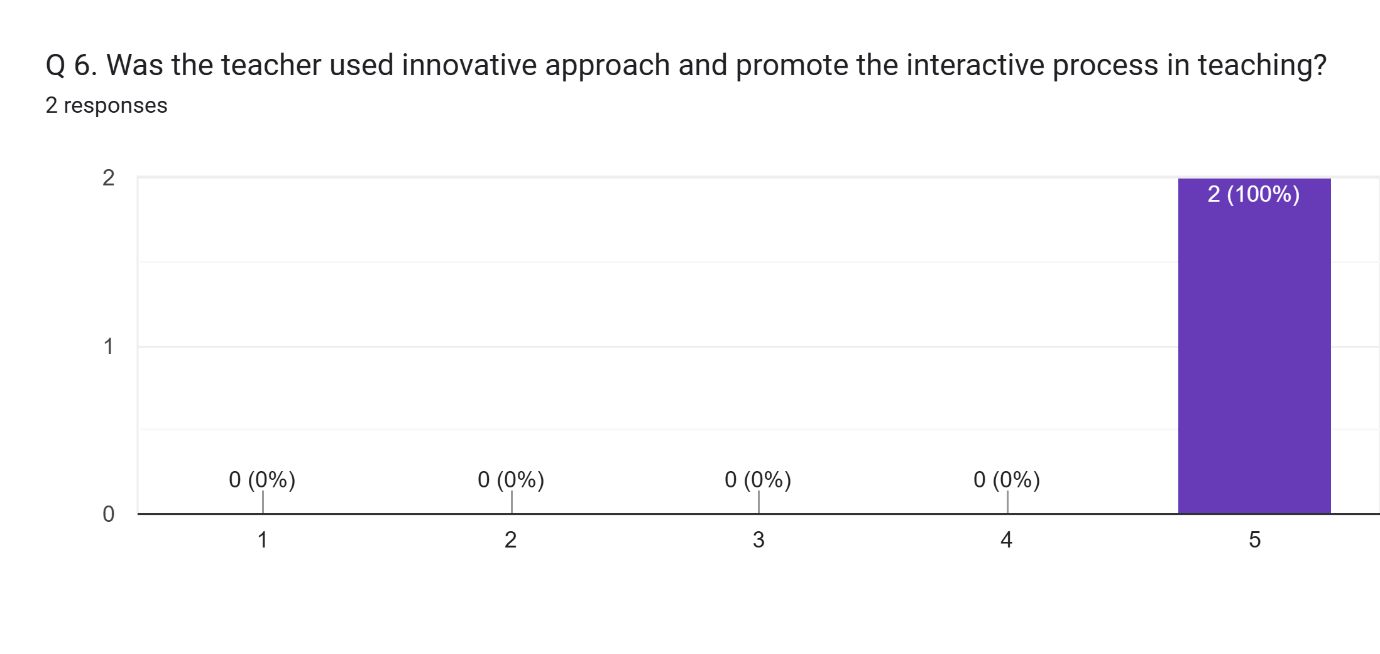 Q 6. Was the teacher used innovative approach and promote the interactive process in teaching?
2 responses
2
2 (100%)
1
0 (0%) 0 (0%) 0 (0%) 0 (0%)
0
1 2 3 4 5